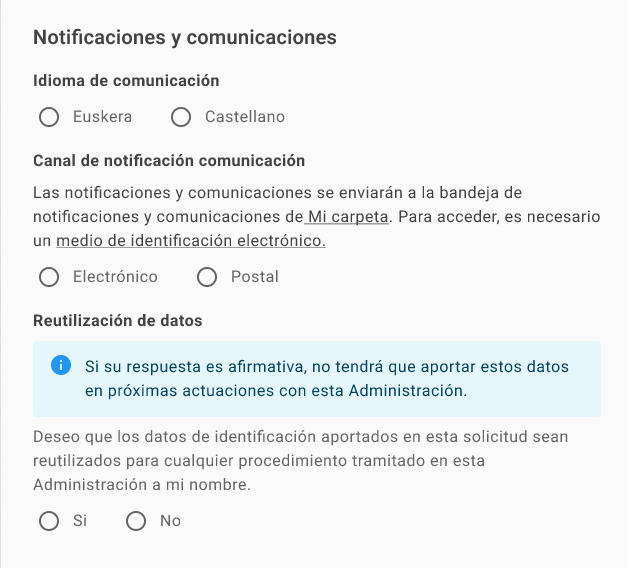 Notificaciones y comunicaciones
Idioma de comunicación
Euskera Castellano
Canal de notificación comunicación
Las notificaciones y comunicaciones se enviarán a la bandeja de
notificaciones y comunicaciones de Mi carpeta. Para acceder, es necesario
un medio de identificación electrónico.
Electrónico Postal
Reutilización de datos
Si su respuesta es afirmativa, no tendrá que aportar estos datos
en próximas actuaciones con esta Administración.
Deseo que los datos de identificación aportados en esta solicitud sean
reutilizados para cualquier procedimiento tramitado en esta
Administración a mi nombre.
Si No